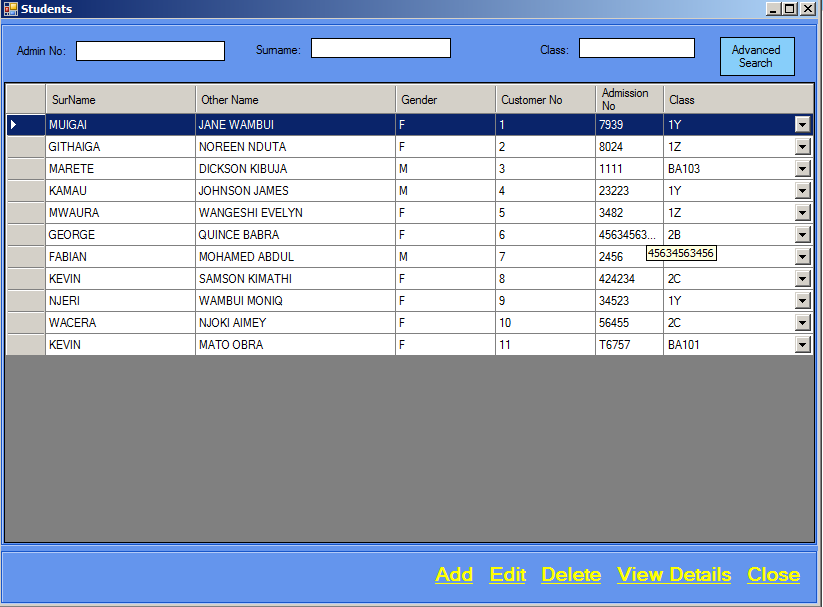 Students
Admin No: Surname: Class: Advanced Search
SurName Other Name Gender Customer No Admission No Class
MUIGAI JANE WAMBUI F 1 7939 1Y
GITHAIGA NOREEN NDUTA F 2 8024 1Z
MARETE DICKSON KIBUJA M 3 1111 BA103
KAMAU JOHNSON JAMES M 4 23223 1Y
MWAURA WANGESHI EVELYN F 5 3482 1Z
GEORGE QUINCE BABRA F 6 45634563... 2B
FABIAN MOHAMED ABDUL M 7 2456
45634563456
KEVIN SAMSON KIMATHI F 8 424234 2C
NJERI WAMBUI MONIQ F 9 34523 1Y
WACERA NJOKI AIMEY F 10 56455 2C
KEVIN MATO OBRA F 11 T6757 BA101
Add Edit Delete View Details Close